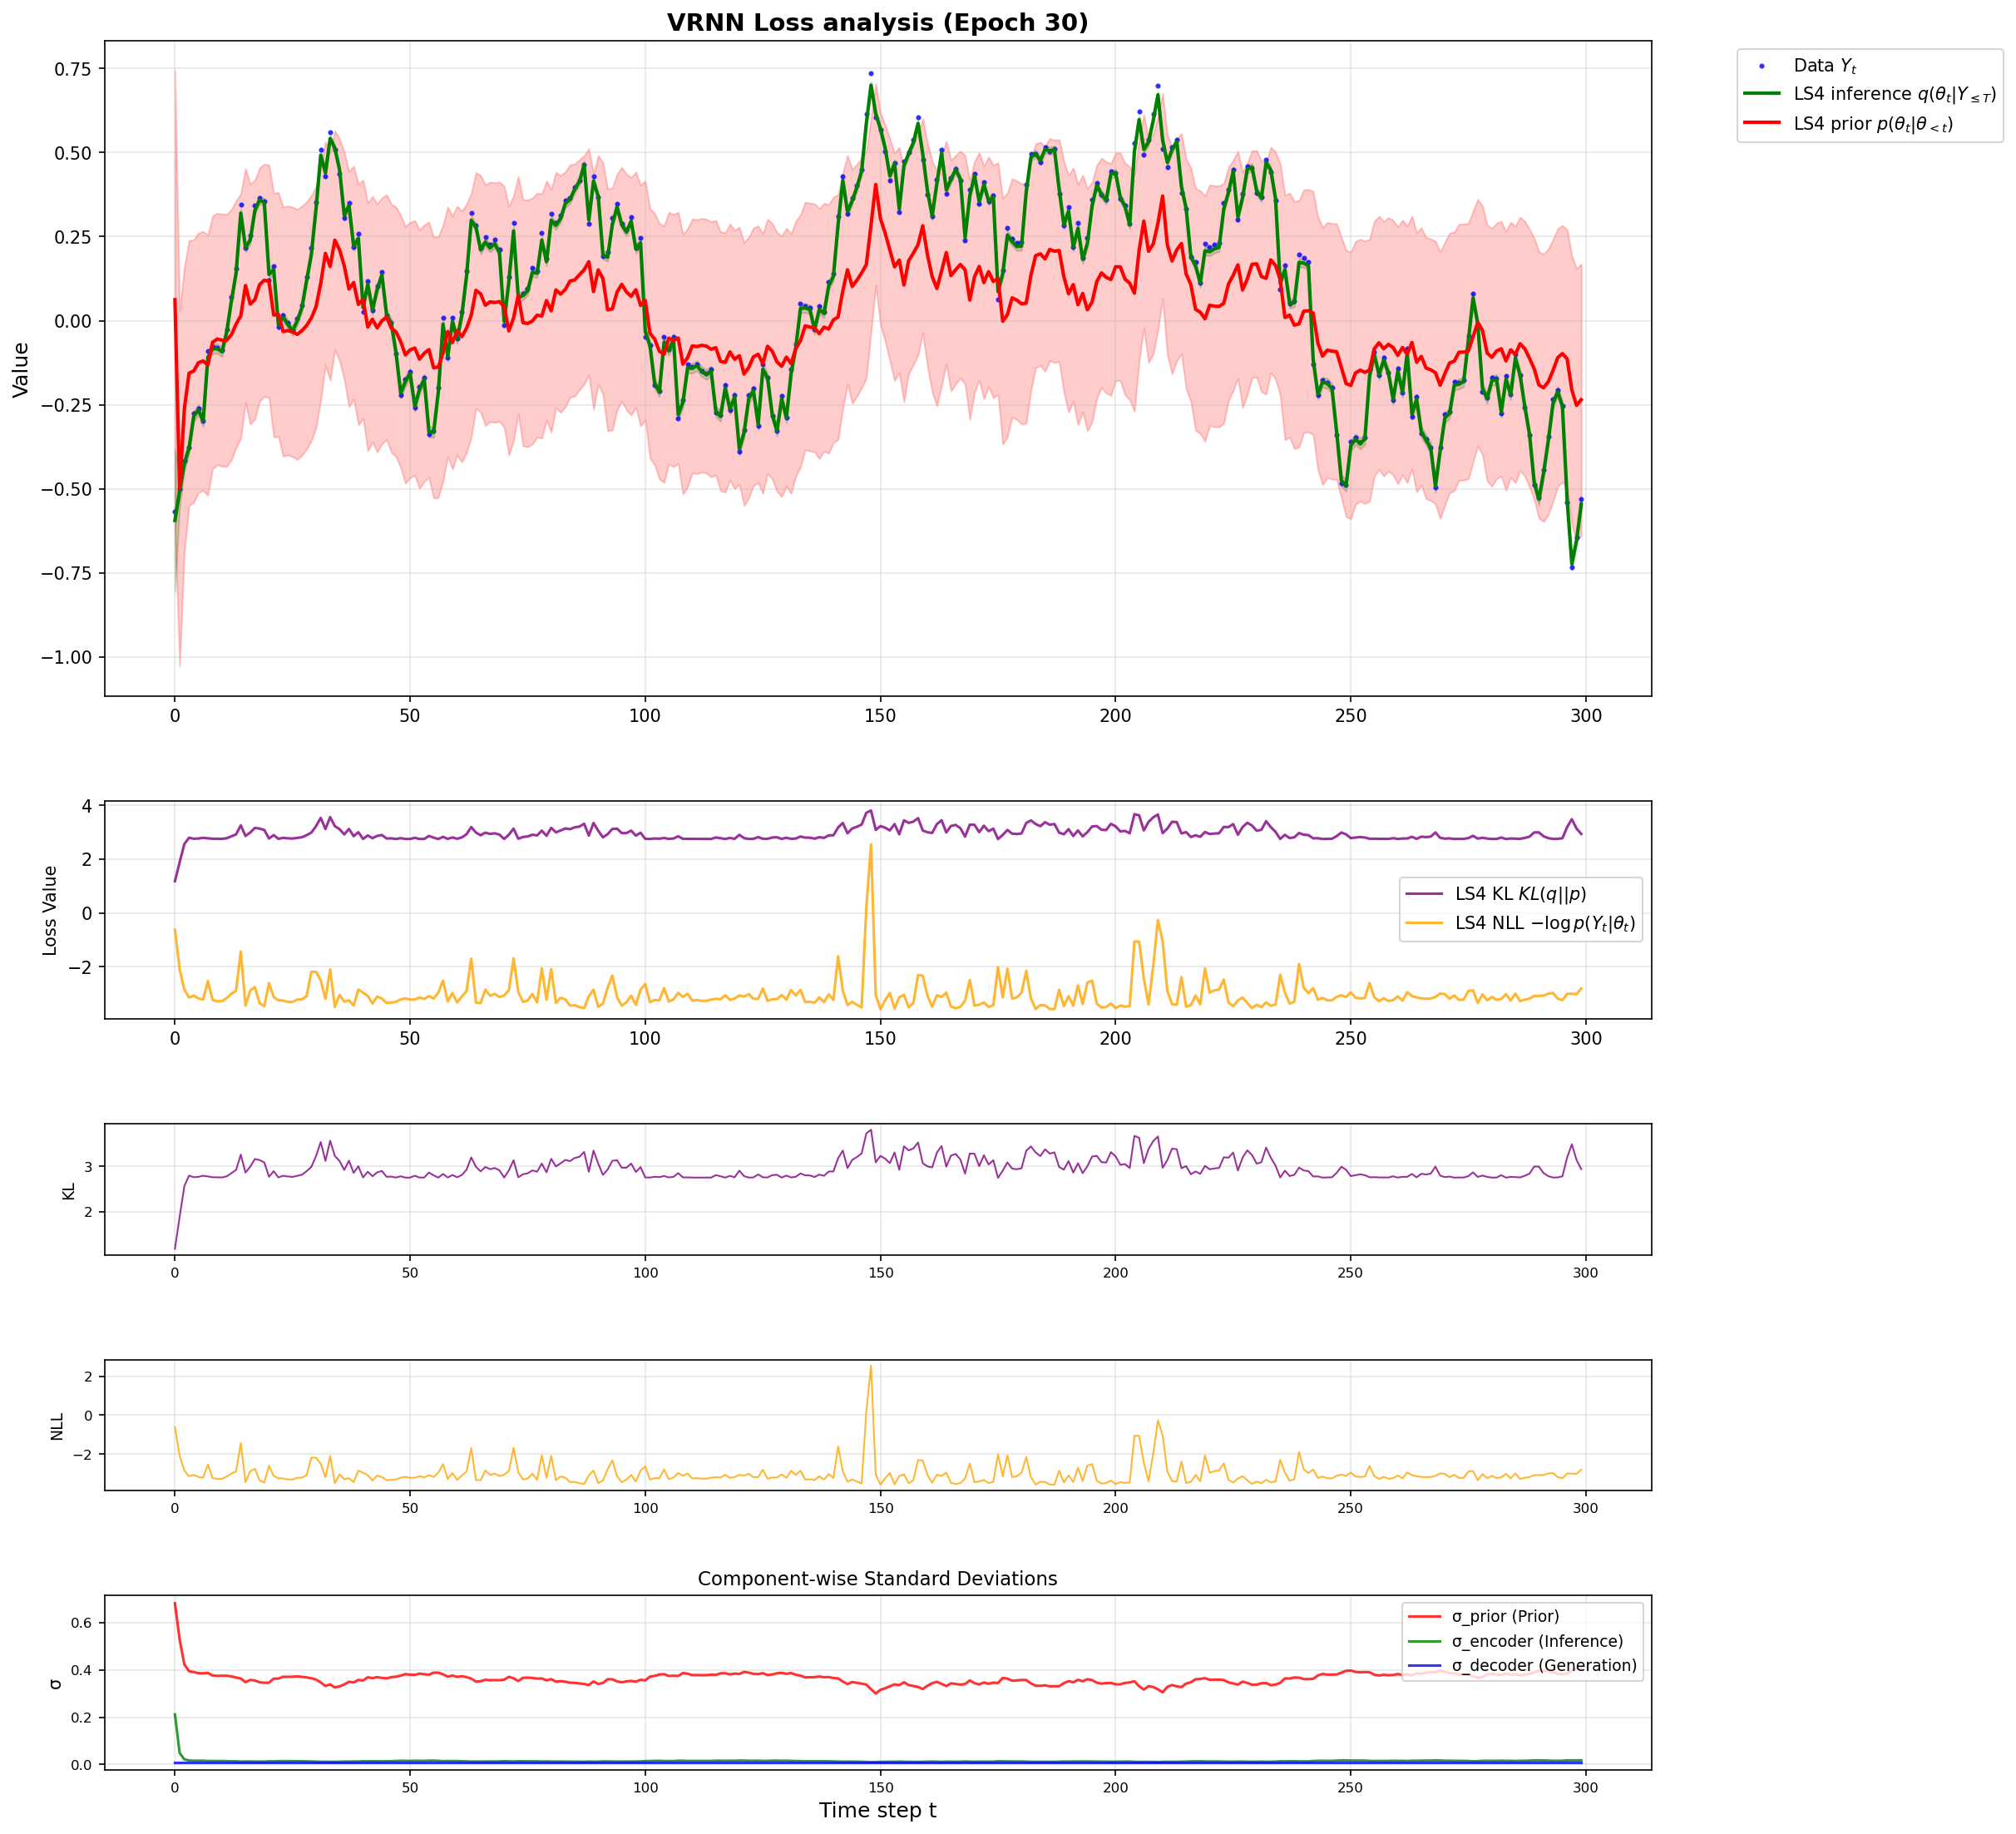 VRNN Loss analysis (Epoch 30)
Data Y_t
LS4 inference q(θ_t|Y_≤T)
LS4 prior p(θ_t|θ_<t)
Value
0.75
0.50
0.25
0.00
−0.25
−0.50
−0.75
−1.00
0 50 100 150 200 250 300
Loss Value
4
2
0
−2
LS4 KL KL(q||p)
LS4 NLL −log p(Y_t|θ_t)
0 50 100 150 200 250 300
KL
3
2
0 50 100 150 200 250 300
NLL
2
0
−2
0 50 100 150 200 250 300
Component-wise Standard Deviations
σ
0.6
0.4
0.2
0.0
σ_prior (Prior)
σ_encoder (Inference)
σ_decoder (Generation)
0 50 100 150 200 250 300
Time step t